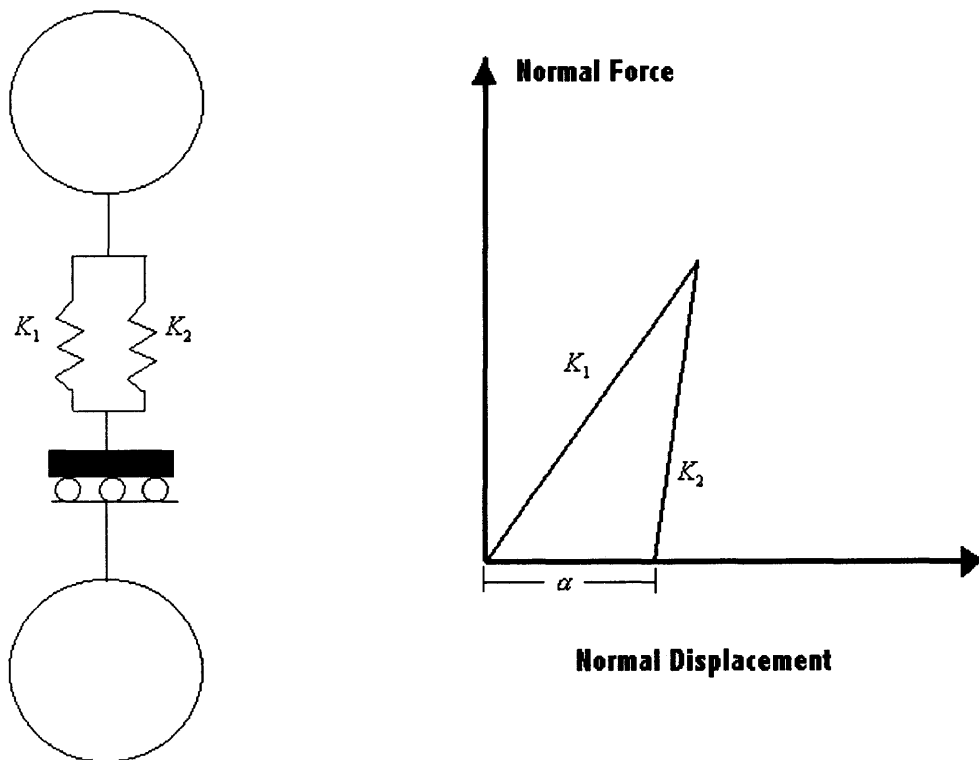 K₁
K₂
Normal Force
K₁
K₂
α
Normal Displacement